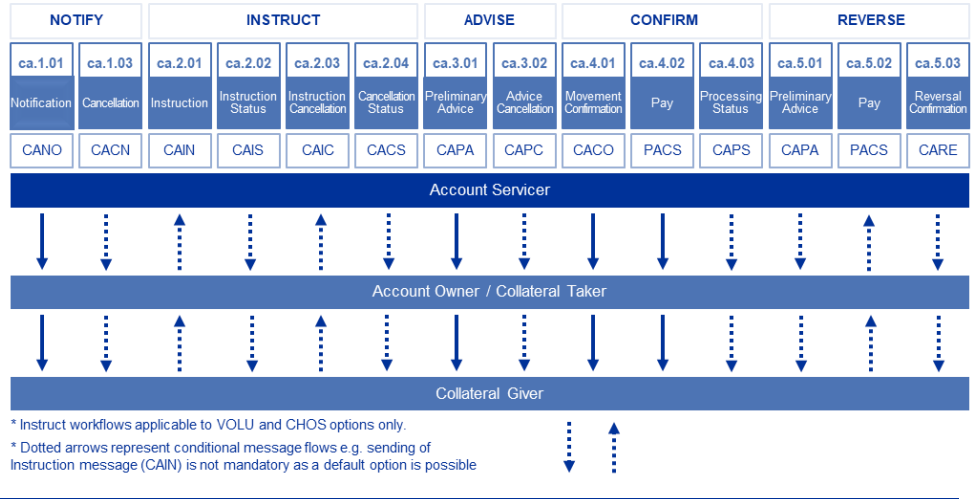 NOTIFY INSTRUCT ADVISE CONFIRM REVERSE
ca.1.01 ca.1.03 ca.2.01 ca.2.02 ca.2.03 ca.2.04 ca.3.01 ca.3.02 ca.4.01 ca.4.02 ca.4.03 ca.5.01 ca.5.02 ca.5.03
Notification Cancellation Instruction Instruction Status Instruction Cancellation Cancellation Status Preliminary Advice Advice Cancellation Movement Confirmation Pay Processing Status Preliminary Advice Pay Reversal Confirmation
CANO CACN CAIN CAIS CAIC CACS CAPA CAPC CACO PACS CAPS CAPA PACS CARE
Account Servicer
Account Owner / Collateral Taker
Collateral Giver
* Instruct workflows applicable to VOLU and CHOS options only.
* Dotted arrows represent conditional message flows e.g. sending of
Instruction message (CAIN) is not mandatory as a default option is possible